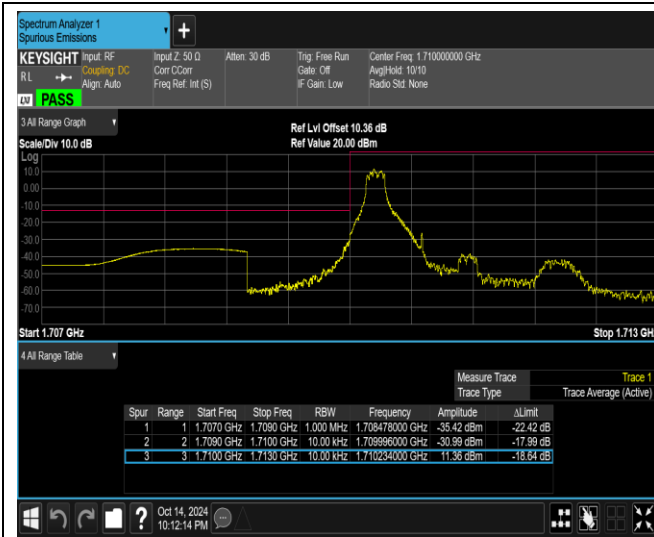 Spectrum Analyzer 1
Spurious Emissions
KEYSIGHT Input: RF Input Z: 50 Ω Atten: 30 dB Trig: Free Run Center Freq: 1.710000000 GHz
R L Coupling: DC Corr CCorr Gate: Off Avg|Hold: 10/10
Align: Auto Freq Ref: Int (S) IF Gain: Low Radio Std: None
LXI PASS
3 All Range Graph
Ref Lvl Offset 10.36 dB
Scale/Div 10.0 dB Ref Value 20.00 dBm
Log
10.0
0.00
-10.0
-20.0
-30.0
-40.0
-50.0
-60.0
-70.0
Start 1.707 GHz Stop 1.713 GH
4 All Range Table
Measure Trace Trace 1
Trace Type Trace Average (Active)
Spur Range Start Freq Stop Freq RBW Frequency Amplitude ΔLimit
1 1 1.7070 GHz 1.7090 GHz 1.000 MHz 1.708478000 GHz -35.42 dBm -22.42 dB
2 2 1.7090 GHz 1.7100 GHz 10.00 kHz 1.709996000 GHz -30.99 dBm -17.99 dB
3 3 1.7100 GHz 1.7130 GHz 10.00 kHz 1.710234000 GHz 11.36 dBm -18.64 dB
? Oct 14, 2024
10:12:14 PM